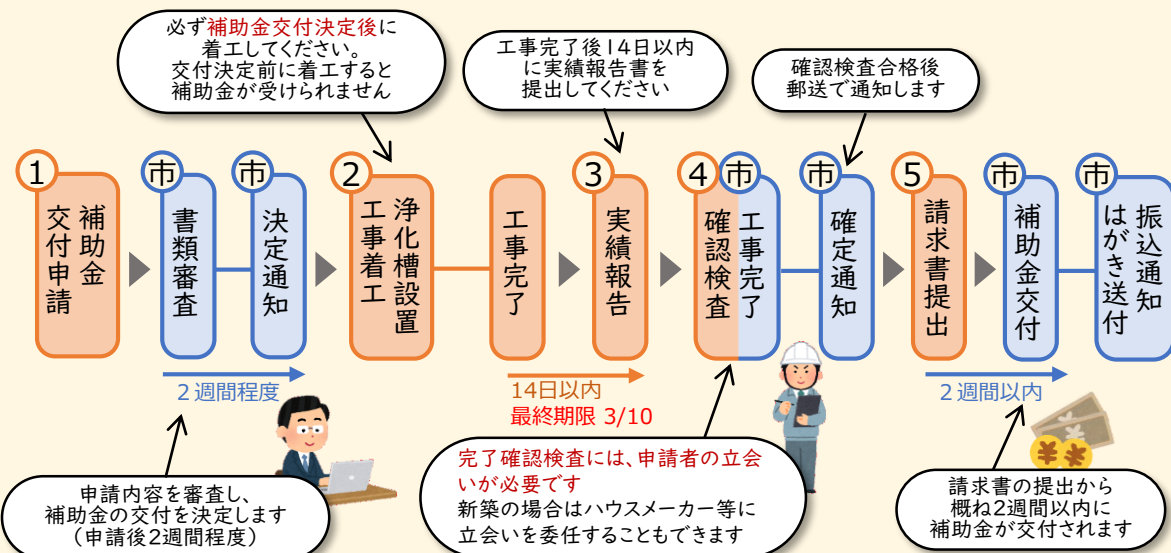 必ず補助金交付決定後に
着工してください。
交付決定前に着工すると
補助金が受けられません
工事完了後14日以内
に実績報告書を
提出してください
確認検査合格後
郵送で通知します
1
補助金
交付申請
市
書類審査
市
決定通知
2
浄化槽設置
工事着工
工事完了
3
実績報告
4
市
工事完了
確認検査
市
確定通知
5
請求書提出
市
補助金交付
市
振込通知
はがき送付
2週間程度
14日以内
最終期限 3/10
2週間以内
申請内容を審査し、
補助金の交付を決定します
(申請後2週間程度)
完了確認検査には、申請者の立会
いが必要です
新築の場合はハウスメーカー等に
立会いを委任することもできます
請求書の提出から
概ね2週間以内に
補助金が交付されます